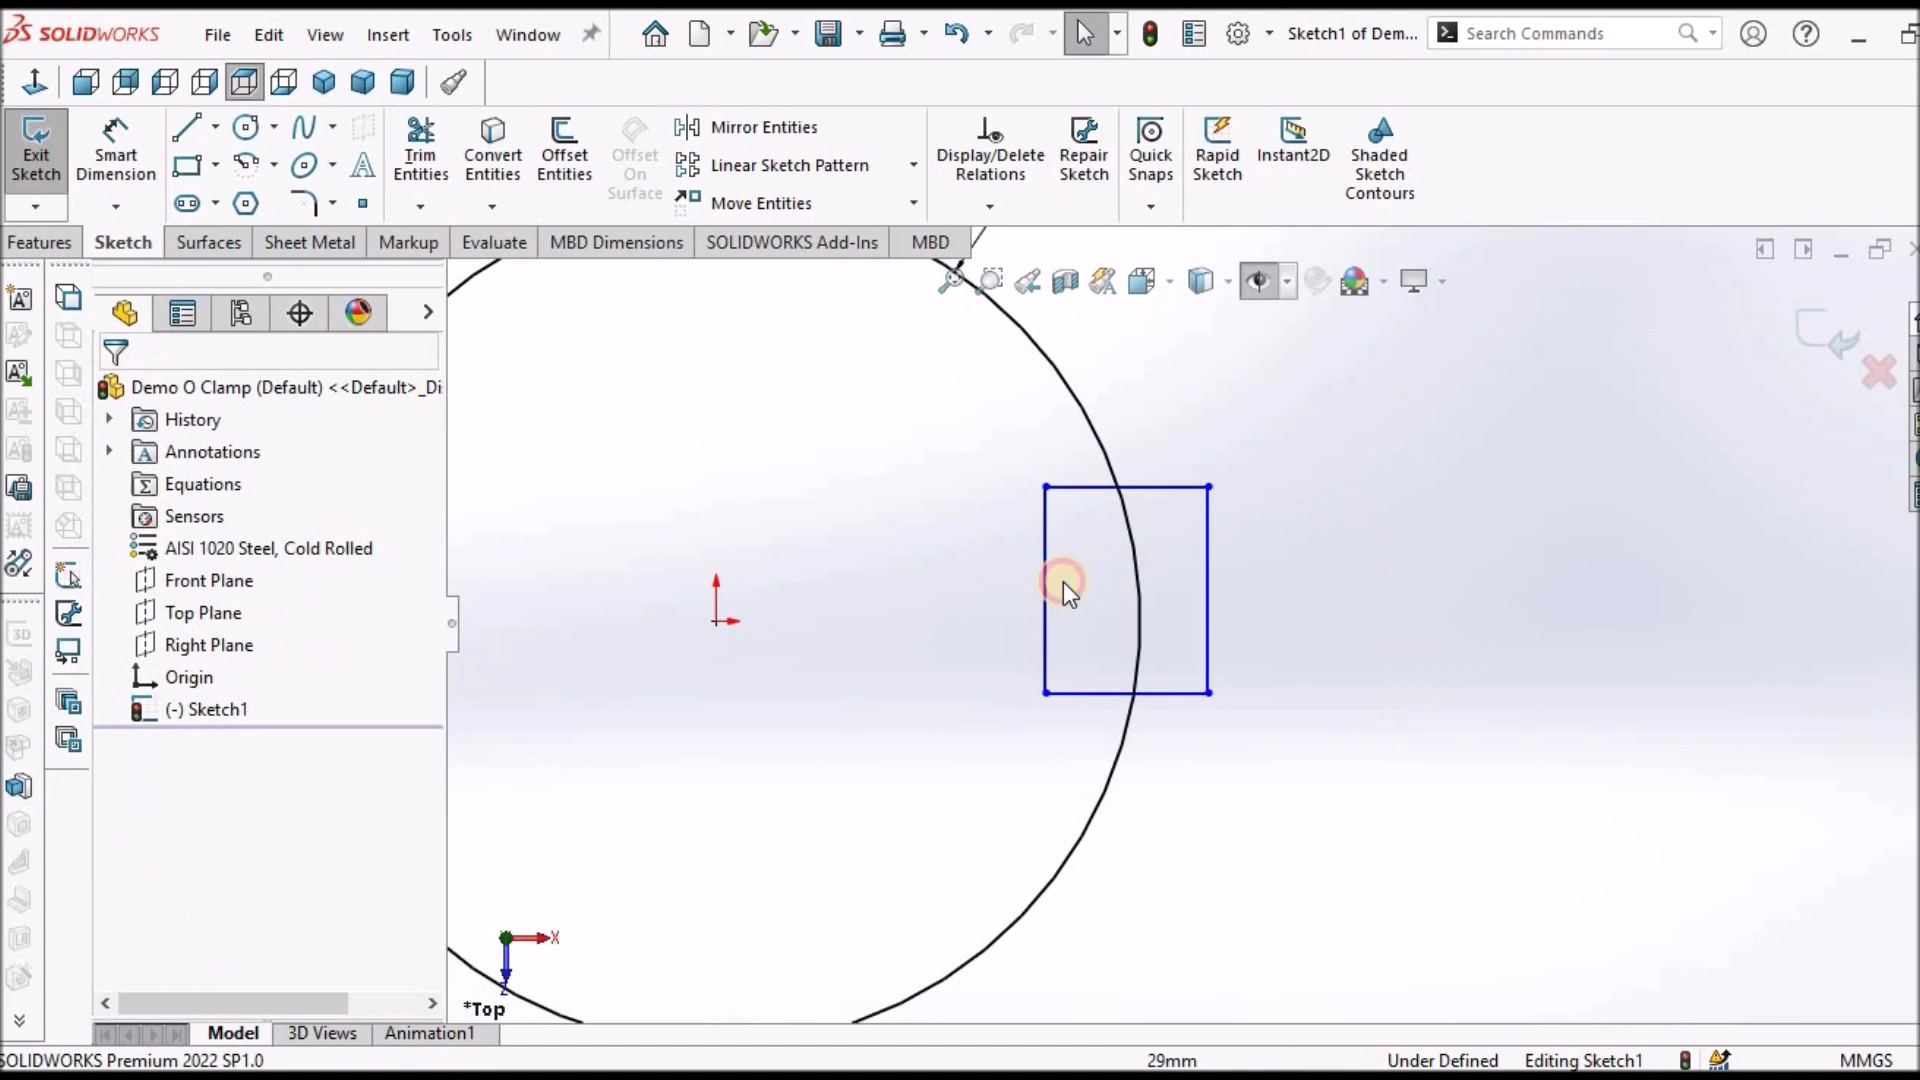 SOLIDWORKS File Edit View Insert Tools Window Sketch1 of Dem... Search Commands
Exit Sketch
Smart Dimension
Trim Entities
Convert Entities
Offset Entities
Offset On Surface
Mirror Entities
Linear Sketch Pattern
Move Entities
Display/Delete Relations
Repair Sketch
Quick Snaps
Rapid Sketch
Instant2D
Shaded Sketch Contours
Features Sketch Surfaces Sheet Metal Markup Evaluate MBD Dimensions SOLIDWORKS Add-Ins MBD
Demo O Clamp (Default) <<Default>_Di
History
Annotations
Equations
Sensors
AISI 1020 Steel, Cold Rolled
Front Plane
Top Plane
Right Plane
Origin
(-) Sketch1
3D
X
Z
*Top
Model 3D Views Animation1
SOLIDWORKS Premium 2022 SP1.0 29mm Under Defined Editing Sketch1 MMGS